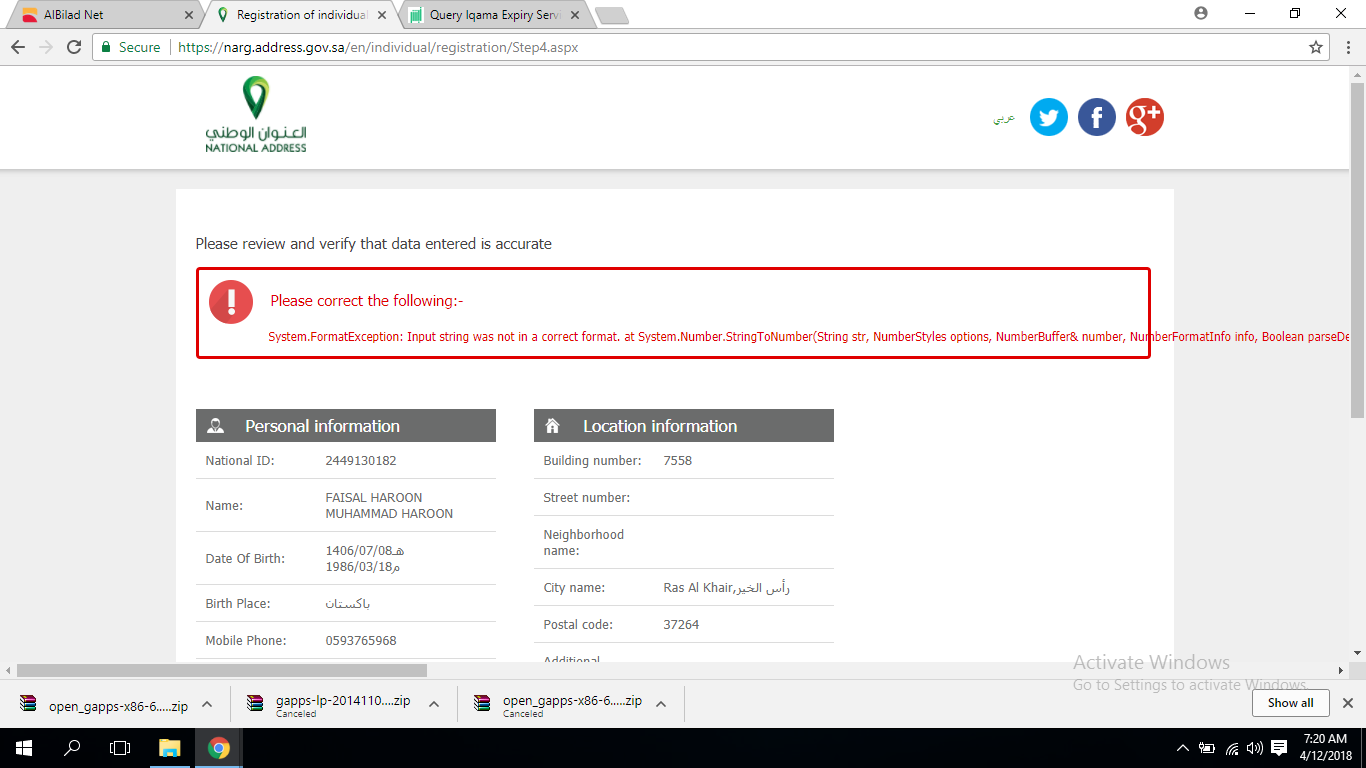 AlBilad Net
Registration of individual
Query Iqama Expiry Servi
Secure
https://narg.address.gov.sa/en/individual/registration/Step4.aspx
العنوان الوطني
NATIONAL ADDRESS
عربي
Please review and verify that data entered is accurate
Please correct the following:-
System.FormatException: Input string was not in a correct format. at System.Number.StringToNumber(String str, NumberStyles options, NumberBuffer& number, NumberFormatInfo info, Boolean parseDe
Personal information
National ID: 2449130182
Name: FAISAL HAROON
MUHAMMAD HAROON
Date Of Birth: 1406/07/08هـ
1986/03/18م
Birth Place: باكستان
Mobile Phone: 0593765968
Location information
Building number: 7558
Street number:
Neighborhood
name:
City name: Ras Al Khair,رأس الخير
Postal code: 37264
Additional
Activate Windows
Go to Settings to activate Windows.
open_gapps-x86-6.....zip
gapps-lp-2014110....zip
Canceled
open_gapps-x86-6.....zip
Canceled
Show all
7:20 AM
4/12/2018